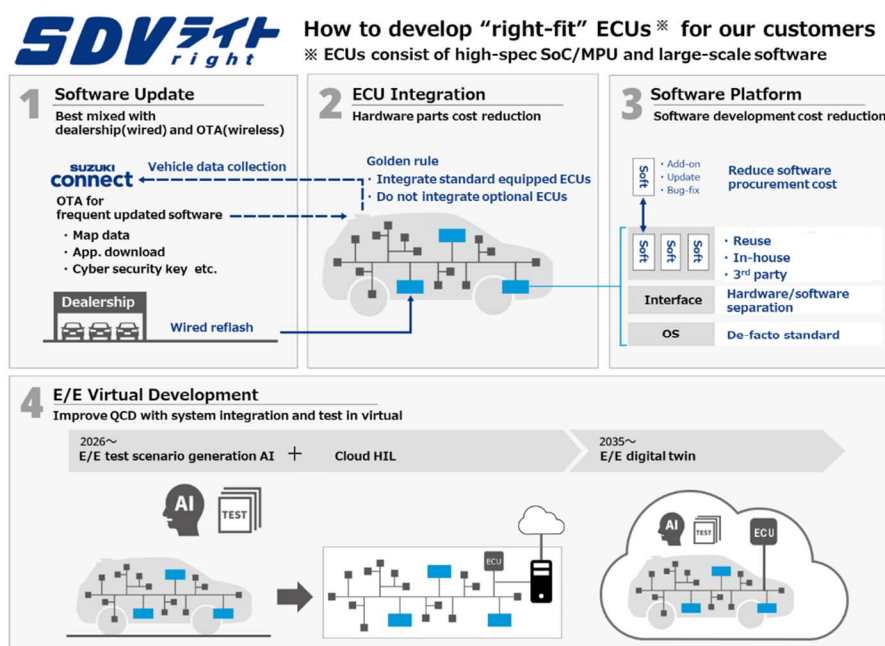 SDVライト
right
How to develop “right-fit” ECUs※ for our customers
※ ECUs consist of high-spec SoC/MPU and large-scale software
1 Software Update
Best mixed with
dealership(wired) and OTA(wireless)
SUZUKI
connect
Vehicle data collection
OTA for
frequent updated software
・Map data
・App. download
・Cyber security key etc.
Dealership
Wired reflash
2 ECU Integration
Hardware parts cost reduction
Golden rule
・Integrate standard equipped ECUs
・Do not integrate optional ECUs
3 Software Platform
Software development cost reduction
Soft
・Add-on
・Update
・Bug-fix
Reduce software
procurement cost
Soft Soft Soft
・Reuse
・In-house
・3rd party
Interface
Hardware/software
separation
OS
De-facto standard
4 E/E Virtual Development
Improve QCD with system integration and test in virtual
2026～
E/E test scenario generation AI + Cloud HIL
2035～
E/E digital twin
AI
TEST
ECU
AI
TEST
ECU